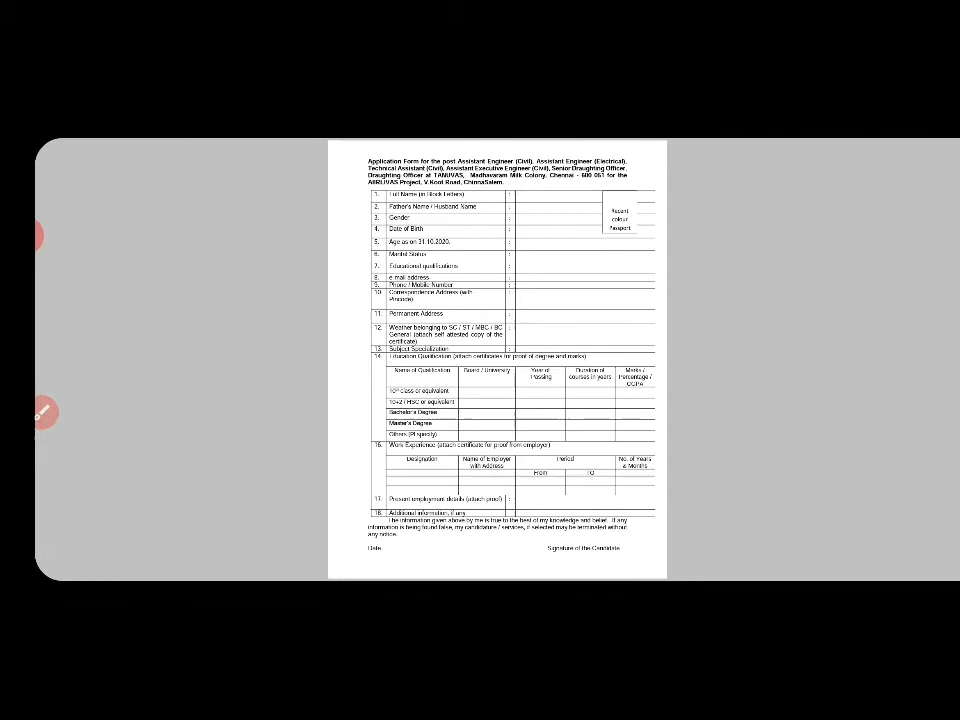 Application Form for the post Assistant Engineer (Civil), Assistant Engineer (Electrical),
Technical Assistant (Civil), Assistant Executive Engineer (Civil), Senior Draughting Officer,
Draughting Officer at TANUVAS, Madhavaram Milk Colony, Chennai - 600 051 for the
AIIRLIVAS Project, V.Koot Road, ChinnaSalem.
1. Full Name (in Block Letters) :
2. Father's Name / Husband Name :
Recent
3. Gender :
colour
4. Date of Birth :
Passport
5. Age as on 31.10.2020. :
6. Marital Status :
7. Educational qualifications :
8. e mail address :
9. Phone / Mobile Number :
10. Correspondence Address (with :
Pincode)
11. Permanent Address :
12. Weather belonging to SC / ST / MBC / BC :
General (attach self attested copy of the
certificate)
13. Subject Specialization :
14. Education Qualification (attach certificates for proof of degree and marks)
Name of Qualification Board / University Year of Duration of Marks /
Passing courses in years Percentage /
CGPA
10th class or equivalent
10+2 / HSC or equivalent
Bachelor's Degree
Master's Degree
Others (Pl specify)
16. Work Experience (attach certificate for proof from employer)
Designation Name of Employer Period No. of Years
with Address & Months
From TO
17. Present employment details (attach proof) :
18. Additional information, if any
The information given above by me is true to the best of my knowledge and belief. If any
information is being found false, my candidature / services, if selected may be terminated without
any notice.
Date Signature of the Candidate